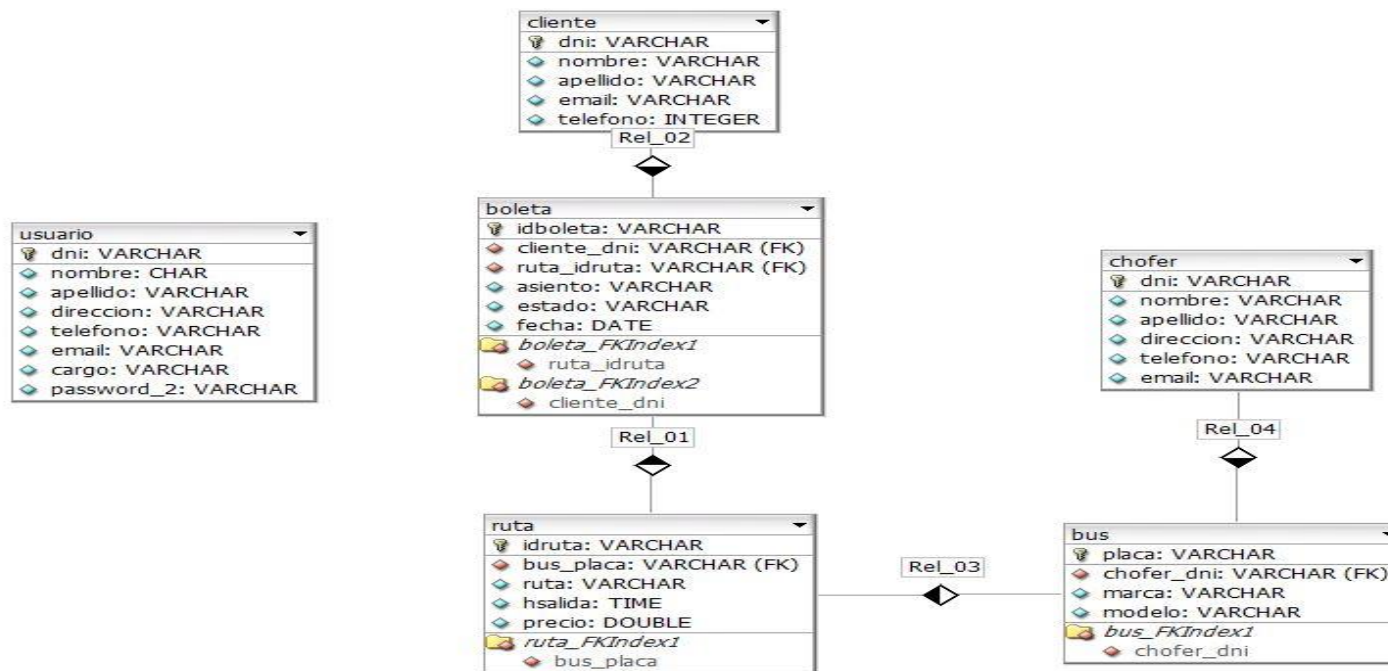 cliente
dni: VARCHAR
nombre: VARCHAR
apellido: VARCHAR
email: VARCHAR
telefono: INTEGER
Rel_02
boleta
idboleta: VARCHAR
cliente_dni: VARCHAR (FK)
ruta_idruta: VARCHAR (FK)
asiento: VARCHAR
estado: VARCHAR
fecha: DATE
boleta_FKIndex1
ruta_idruta
boleta_FKIndex2
cliente_dni
usuario
dni: VARCHAR
nombre: CHAR
apellido: VARCHAR
direccion: VARCHAR
telefono: VARCHAR
email: VARCHAR
cargo: VARCHAR
password_2: VARCHAR
chofer
dni: VARCHAR
nombre: VARCHAR
apellido: VARCHAR
direccion: VARCHAR
telefono: VARCHAR
email: VARCHAR
Rel_01
Rel_04
ruta
idruta: VARCHAR
bus_placa: VARCHAR (FK)
ruta: VARCHAR
hsalida: TIME
precio: DOUBLE
ruta_FKIndex1
bus_placa
Rel_03
bus
placa: VARCHAR
chofer_dni: VARCHAR (FK)
marca: VARCHAR
modelo: VARCHAR
bus_FKIndex1
chofer_dni